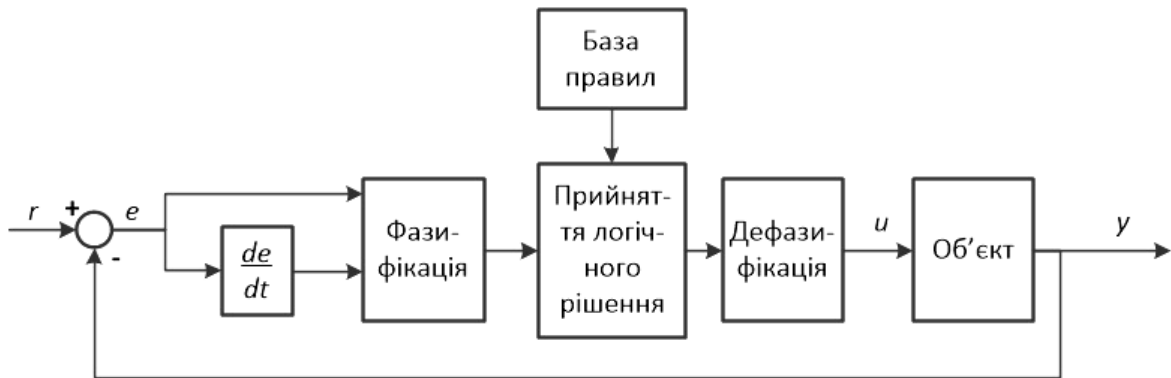 База
правил
r
+
-
e
de
dt
Фази-
фікація
Прийнят-
тя логіч-
ного
рішення
Дефази-
фікація
u
Об’єкт
y